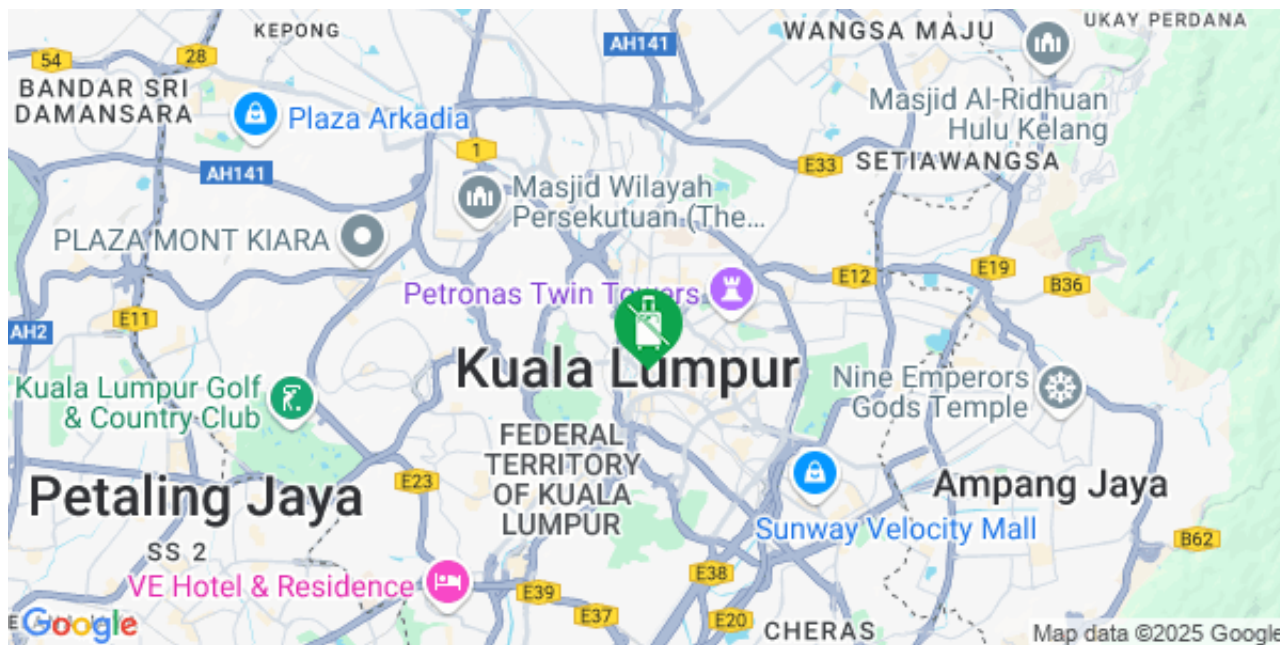 KEPONG
AH141
WANGSA MAJU
UKAY PERDANA
54
28
BANDAR SRI
DAMANSARA
Plaza Arkadia
Masjid Al-Ridhuan
Hulu Kelang
1
E33
SETIAWANGSA
AH141
Masjid Wilayah
Persekutuan (The...
PLAZA MONT KIARA
E12
E19
B36
Petronas Twin Towers
E11
AH2
Kuala Lumpur
Kuala Lumpur Golf
& Country Club
Nine Emperors
Gods Temple
FEDERAL
TERRITORY
OF KUALA
LUMPUR
E23
Petaling Jaya
Ampang Jaya
Sunway Velocity Mall
SS 2
B62
VE Hotel & Residence
E38
E39
E37
E20
CHERAS
Google
Map data ©2025 Google